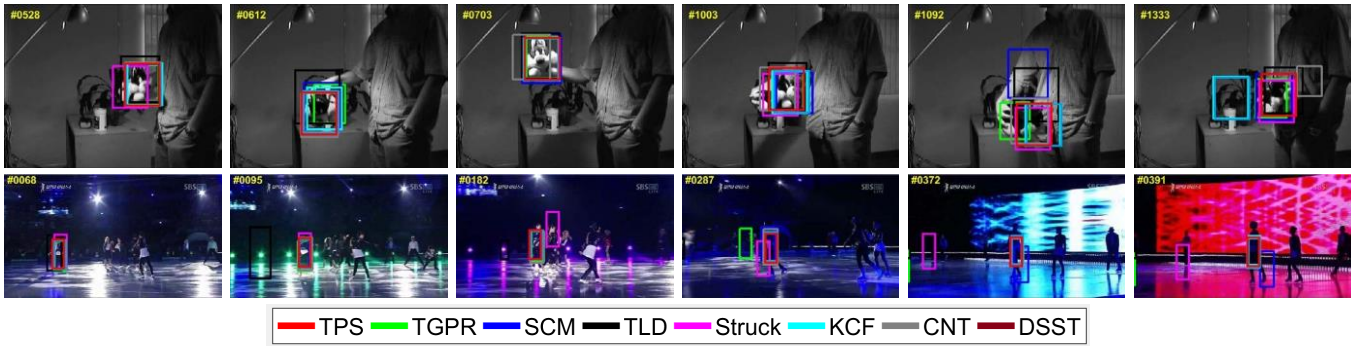 #0528 #0612 #0703 #1003 #1092 #1333
#0068 #0095 #0182 #0287 #0372 #0391
SBS SBS SBS SBS
TPS TGPR SCM TLD Struck KCF CNT DSST